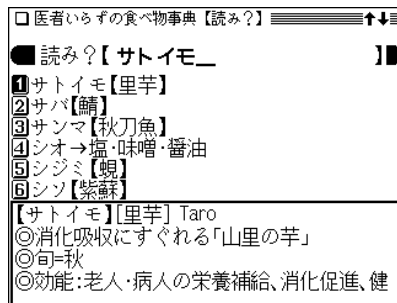 医者いらずの食べ物事典【読み?】
読み?【サトイモ_ 】
1サトイモ【里芋】
2サバ【鯖】
3サンマ【秋刀魚】
4シオ→塩・味噌・醤油
5シジミ【蜆】
6シソ【紫蘇】
【サトイモ】[里芋] Taro
◎消化吸収にすぐれる「山里の芋」
◎旬=秋
◎効能:老人・病人の栄養補給、消化促進、健